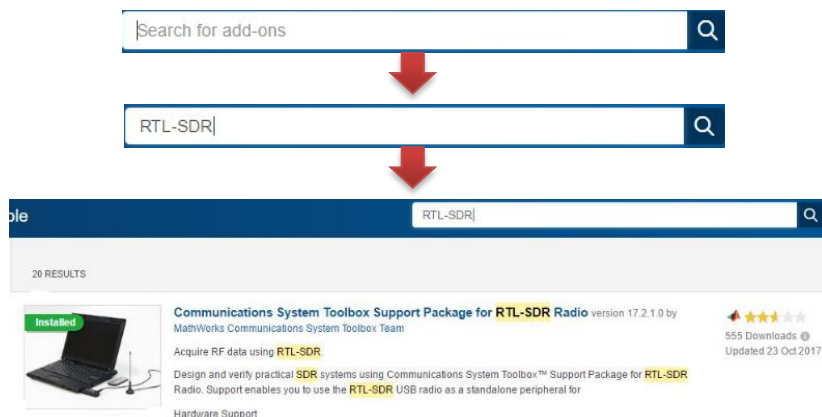 Search for add-ons
RTL-SDR
ple
RTL-SDR
20 RESULTS
Installed
Communications System Toolbox Support Package for RTL-SDR Radio version 17.2.1.0 by
MathWorks Communications System Toolbox Team
555 Downloads
Updated 23 Oct 2017
Acquire RF data using RTL-SDR.
Design and verify practical SDR systems using Communications System Toolbox™ Support Package for RTL-SDR
Radio. Support enables you to use the RTL-SDR USB radio as a standalone peripheral for
Hardware Support